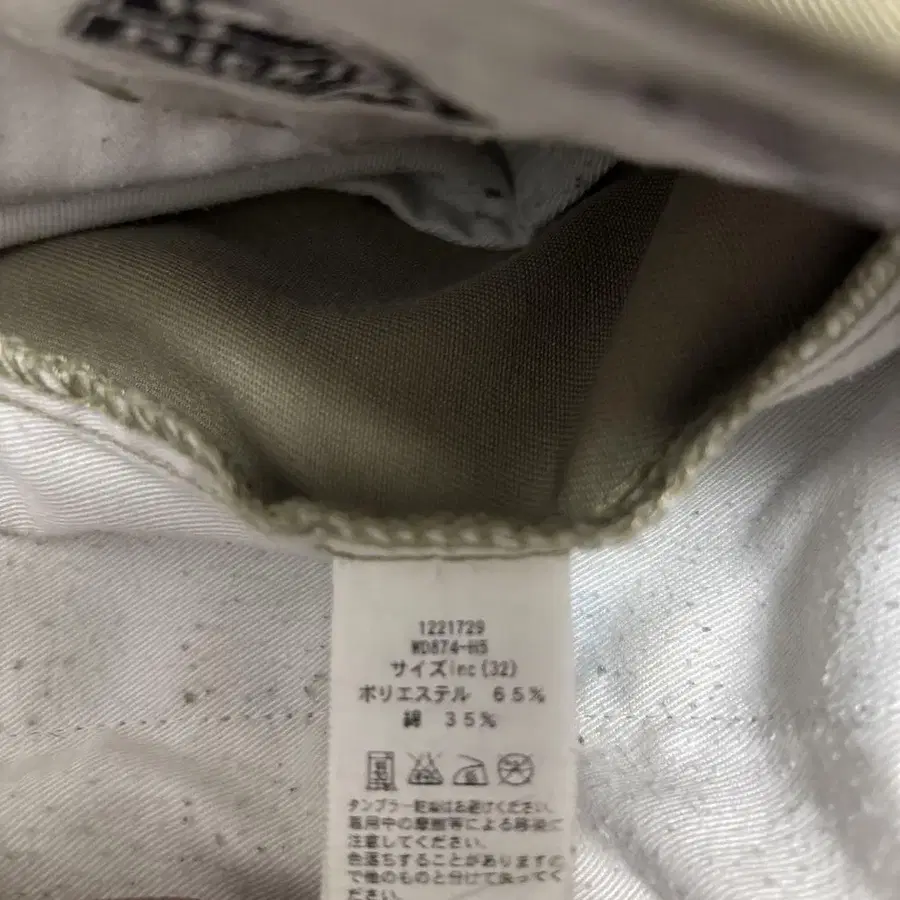 1221729
WD874-H5
サイズinc(32)
ポリエステル 65%
綿 35%
タンブラー乾燥はお避けください。
着用中の摩擦等による移染に
注意してください。
色落ちすることがありますの
で他のものと分けて洗ってく
ださい。